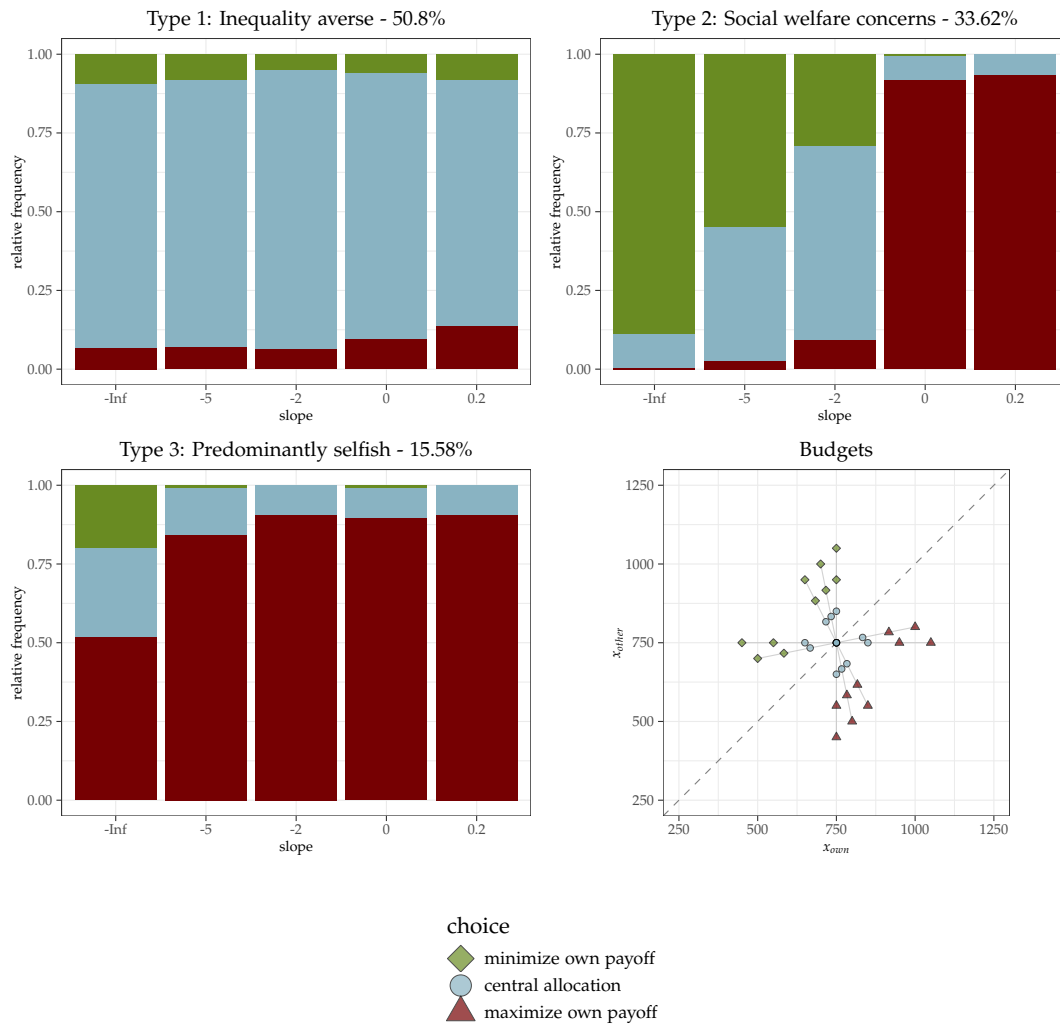 Type 1: Inequality averse - 50.8%
1.00
0.75
0.50
0.25
0.00
relative frequency
-Inf -5 -2 0 0.2
slope
Type 2: Social welfare concerns - 33.62%
1.00
0.75
0.50
0.25
0.00
relative frequency
-Inf -5 -2 0 0.2
slope
Type 3: Predominantly selfish - 15.58%
1.00
0.75
0.50
0.25
0.00
relative frequency
-Inf -5 -2 0 0.2
slope
Budgets
1250
1000
750
500
250
x_other
250 500 750 1000 1250
x_own
choice
minimize own payoff
central allocation
maximize own payoff